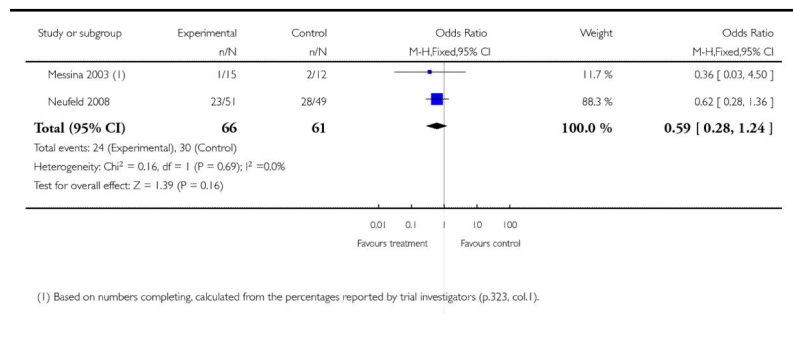 Study or subgroup Experimental Control Odds Ratio Weight Odds Ratio
n/N n/N M-H,Fixed,95% CI M-H,Fixed,95% CI
Messina 2003 (1) 1/15 2/12 11.7 % 0.36 [ 0.03, 4.50 ]
Neufeld 2008 23/51 28/49 88.3 % 0.62 [ 0.28, 1.36 ]
Total (95% CI) 66 61 100.0 % 0.59 [ 0.28, 1.24 ]
Total events: 24 (Experimental), 30 (Control)
Heterogeneity: Chi² = 0.16, df = 1 (P = 0.69); I² =0.0%
Test for overall effect: Z = 1.39 (P = 0.16)
0.01 0.1 1 10 100
Favours treatment Favours control
(1) Based on numbers completing, calculated from the percentages reported by trial investigators (p.323, col.1).